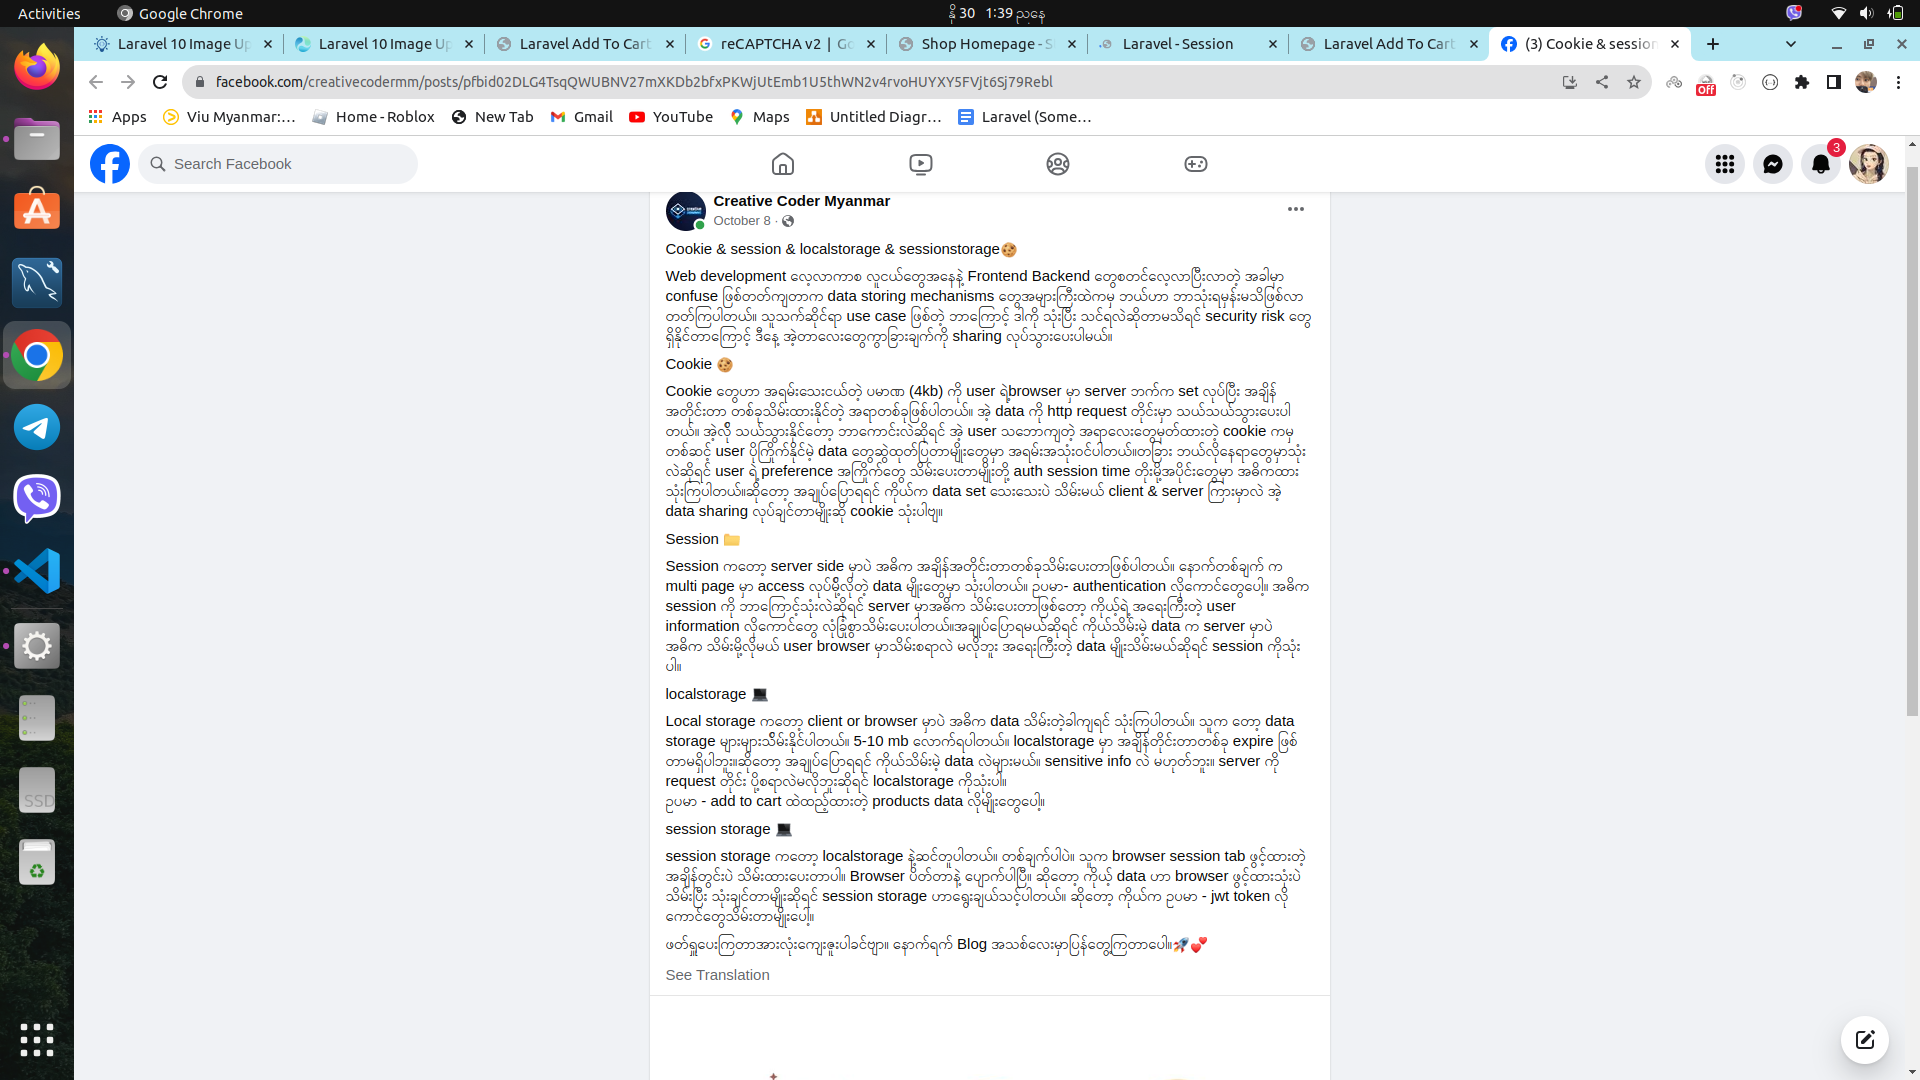 Activities
Google Chrome
နို 30 1:39 ညနေ
Laravel 10 Image Up
Laravel 10 Image Up
Laravel Add To Cart
reCAPTCHA v2 | Go
Shop Homepage - S
Laravel - Session
Laravel Add To Cart
(3) Cookie & session
facebook.com/creativecodermm/posts/pfbid02DLG4TsqQWUBNV27mXKDb2bfxPKWjUtEmb1U5thWN2v4rvoHUYXY5FVjt6Sj79Rebl
Off
Apps
Viu Myanmar:...
Home - Roblox
New Tab
Gmail
YouTube
Maps
Untitled Diagr...
Laravel (Some...
Search Facebook
3
Creative Coder Myanmar
October 8 ·
Cookie & session & localstorage & sessionstorage🍪
Web development လေ့လာကာစ လူငယ်တွေအနေနဲ့ Frontend Backend တွေစတင်လေ့လာပြီးလာတဲ့ အခါမှာ
confuse ဖြစ်တတ်ကျတာက data storing mechanisms တွေအများကြီးထဲကမှ ဘယ်ဟာ ဘာသုံးရမှန်းမသိဖြစ်လာ
တတ်ကြပါတယ်။ သူသက်ဆိုင်ရာ use case ဖြစ်တဲ့ ဘာကြောင့် ဒါကို သုံးပြီး သင်ရလဲဆိုတာမသိရင် security risk တွေ
ရှိနိုင်တာကြောင့် ဒီနေ့ အဲ့တာလေးတွေကွာခြားချက်ကို sharing လုပ်သွားပေးပါမယ်။
Cookie 🍪
Cookie တွေဟာ အရမ်းသေးငယ်တဲ့ ပမာဏ (4kb) ကို user ရဲ့browser မှာ server ဘက်က set လုပ်ပြီး အချိန်
အတိုင်းတာ တစ်ခုသိမ်းထားနိုင်တဲ့ အရာတစ်ခုဖြစ်ပါတယ်။ အဲ့ data ကို http request တိုင်းမှာ သယ်သယ်သွားပေးပါ
တယ်။ အဲ့လို သယ်သွားနိုင်တော့ ဘာကောင်းလဲဆိုရင် အဲ့ user သဘောကျတဲ့ အရာလေးတွေမှတ်ထားတဲ့ cookie ကမှ
တစ်ဆင့် user ပိုကြိုက်နိုင်မဲ့ data တွေဆွဲထုတ်ပြတာမျိုးတွေမှာ အရမ်းအသုံးဝင်ပါတယ်။တခြား ဘယ်လိုနေရာတွေမှာသုံး
လဲဆိုရင် user ရဲ့ preference အကြိုက်တွေ သိမ်းပေးတာမျိုးတို့ auth session time တိုးမို့အပိုင်းတွေမှာ အဓိကထား
သုံးကြပါတယ်။ဆိုတော့ အချုပ်ပြောရရင် ကိုယ်က data set သေးသေးပဲ သိမ်းမယ် client & server ကြားမှာလဲ အဲ့
data sharing လုပ်ချင်တာမျိုးဆို cookie သုံးပါဗျ။
Session 📁
Session ကတော့ server side မှာပဲ အဓိက အချိန်အတိုင်းတာတစ်ခုသိမ်းပေးတာဖြစ်ပါတယ်။ နောက်တစ်ချက် က
multi page မှာ access လုပ်မို့လိုတဲ့ data မျိုးတွေမှာ သုံးပါတယ်။ ဥပမာ- authentication လိုကောင်တွေပေါ့။ အဓိက
session ကို ဘာကြောင့်သုံးလဲဆိုရင် server မှာအဓိက သိမ်းပေးတာဖြစ်တော့ ကိုယ့်ရဲ့ အရေးကြီးတဲ့ user
information လိုကောင်တွေ လုံခြုံစွာသိမ်းပေးပါတယ်။အချုပ်ပြောရမယ်ဆိုရင် ကိုယ်သိမ်းမဲ့ data က server မှာပဲ
အဓိက သိမ်းမို့လိုမယ် user browser မှာသိမ်းစရာလဲ မလိုဘူး အရေးကြီးတဲ့ data မျိုးသိမ်းမယ်ဆိုရင် session ကိုသုံး
ပါ။
localstorage 💻
Local storage ကတော့ client or browser မှာပဲ အဓိက data သိမ်းတဲ့ခါကျရင် သုံးကြပါတယ်။ သူက တော့ data
storage များများသိမ်းနိုင်ပါတယ်။ 5-10 mb လောက်ရပါတယ်။ localstorage မှာ အချိန်တိုင်းတာတစ်ခု expire ဖြစ်
တာမရှိပါဘူး။ဆိုတော့ အချုပ်ပြောရရင် ကိုယ်သိမ်းမဲ့ data လဲများမယ်။ sensitive info လဲ မဟုတ်ဘူး။ server ကို
request တိုင်း ပို့စရာလဲမလိုဘူးဆိုရင် localstorage ကိုသုံးပါ။
ဥပမာ - add to cart ထဲထည့်ထားတဲ့ products data လိုမျိုးတွေပေါ့။
session storage 💻
session storage ကတော့ localstorage နဲ့ဆင်တူပါတယ်။ တစ်ချက်ပါပဲ။ သူက browser session tab ဖွင့်ထားတဲ့
အချိန်တွင်းပဲ သိမ်းထားပေးတာပါ။ Browser ပိတ်တာနဲ့ ပျောက်ပါပြီ။ ဆိုတော့ ကိုယ့် data ဟာ browser ဖွင့်ထားသုံးပဲ
သိမ်းပြီး သုံးချင်တာမျိုးဆိုရင် session storage ဟာရွေးချယ်သင့်ပါတယ်။ ဆိုတော့ ကိုယ်က ဥပမာ - jwt token လို
ကောင်တွေသိမ်းတာမျိုးပေါ့။
ဖတ်ရှုပေးကြတာအားလုံးကျေးဇူးပါခင်ဗျာ။ နောက်ရက် Blog အသစ်လေးမှာပြန်တွေ့ကြတာပေါ။🚀💕
See Translation
SSD